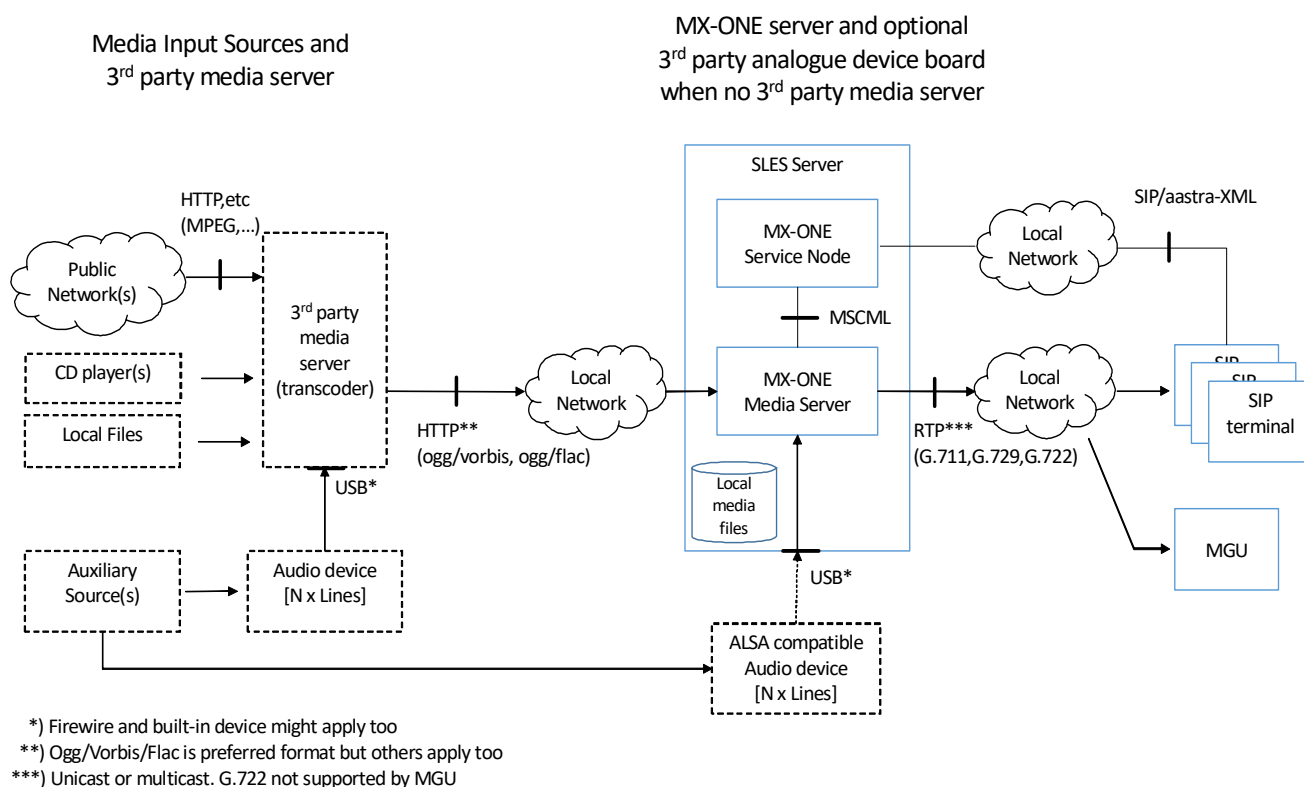 Media Input Sources and
3rd party media server
MX-ONE server and optional
3rd party analogue device board
when no 3rd party media server
SLES Server
HTTP,etc
(MPEG,...)
SIP/aastra-XML
MX-ONE
Service Node
Local
Network
Public
Network(s)
3rd party
media
server
(transcoder)
MSCML
CD player(s)
Local
Network
MX-ONE
Media Server
Local
Network
SIP
SIP
SIP
terminal
Local Files
HTTP**
(ogg/vorbis, ogg/flac)
RTP***
(G.711,G.729,G.722)
USB*
Local
media
files
MGU
Auxiliary
Source(s)
Audio device
[N x Lines]
USB*
ALSA compatible
Audio device
[N x Lines]
*) Firewire and built-in device might apply too
**) Ogg/Vorbis/Flac is preferred format but others apply too
***) Unicast or multicast. G.722 not supported by MGU